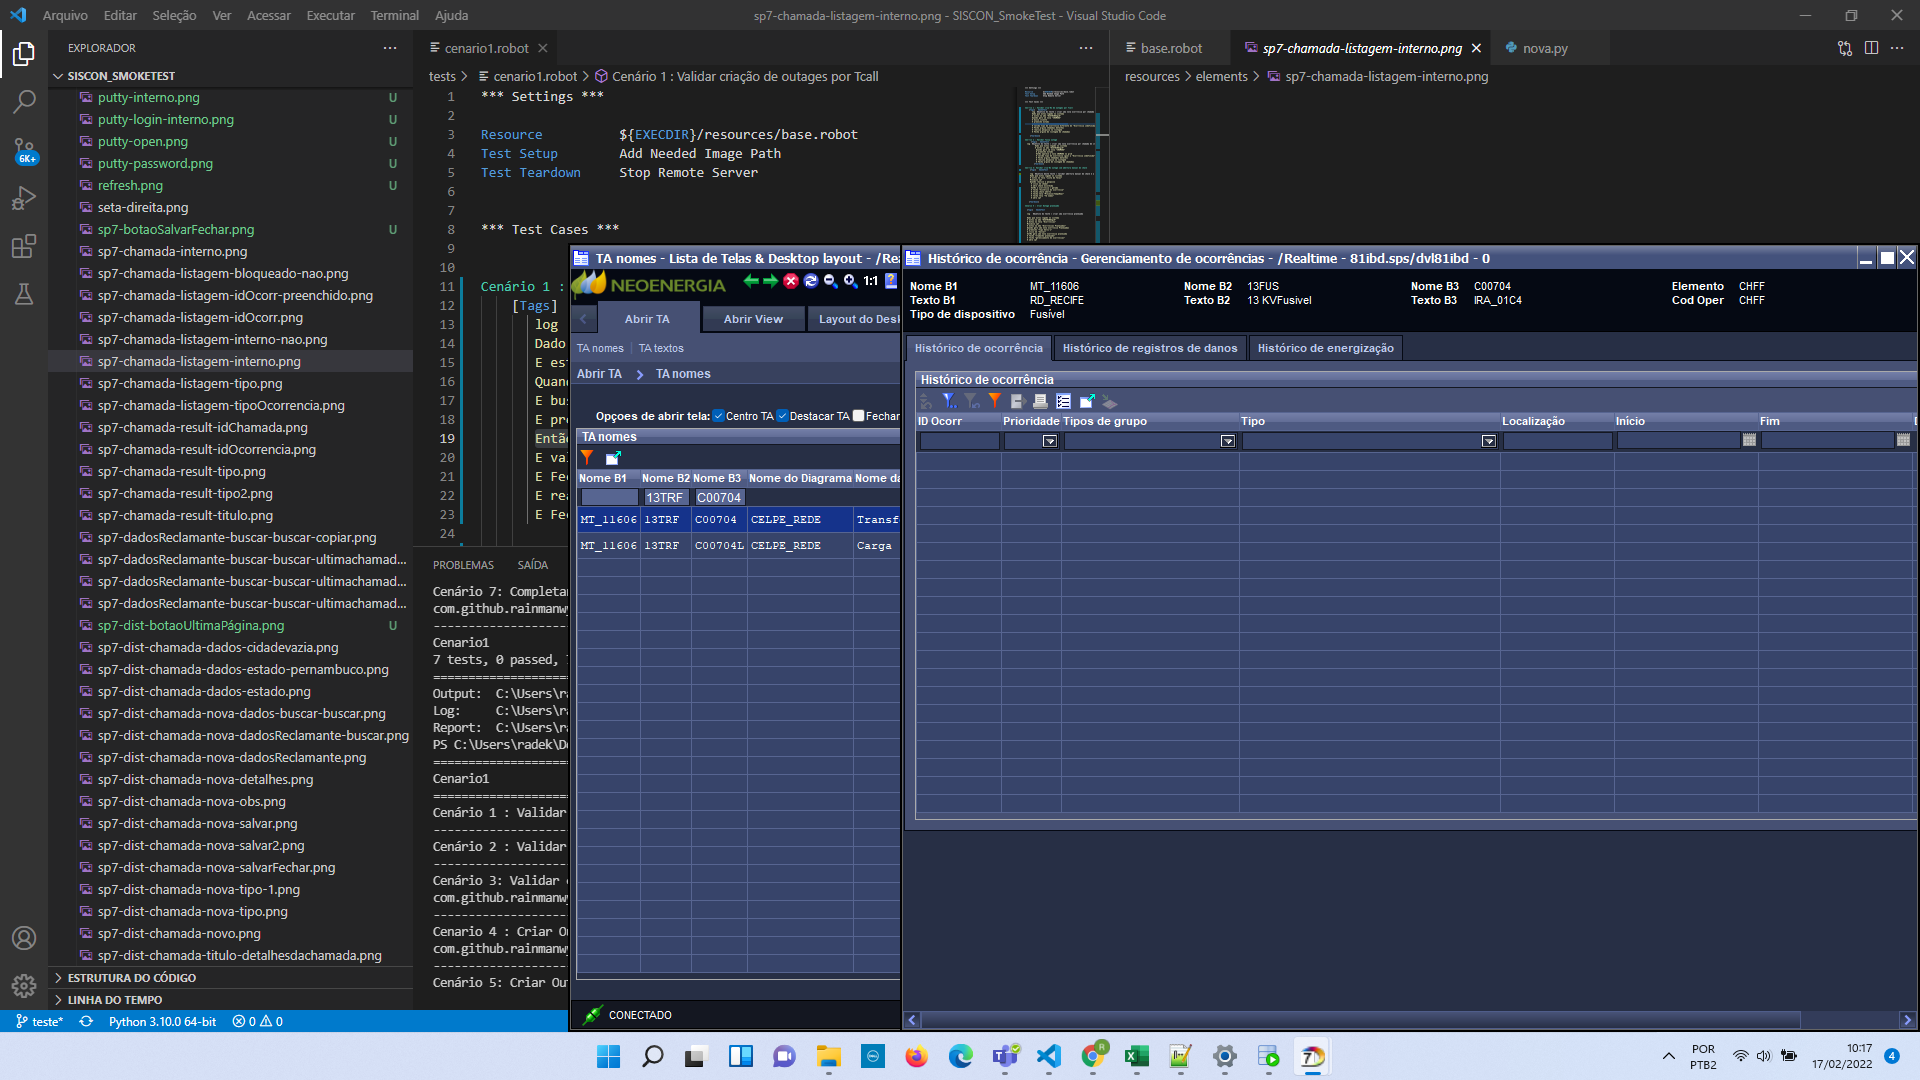 Arquivo Editar Seleção Ver Acessar Executar Terminal Ajuda
sp7-chamada-listagem-interno.png - SISCON_SmokeTest - Visual Studio Code
EXPLORADOR
SISCON_SMOKETEST
putty-interno.png U
putty-login-interno.png U
putty-open.png U
putty-password.png U
refresh.png U
seta-direita.png
sp7-botaoSalvarFechar.png U
sp7-chamada-interno.png
sp7-chamada-listagem-bloqueado-nao.png
sp7-chamada-listagem-idOcorr-preenchido.png
sp7-chamada-listagem-idOcorr.png
sp7-chamada-listagem-interno-nao.png
sp7-chamada-listagem-interno.png
sp7-chamada-listagem-tipo.png
sp7-chamada-listagem-tipoOcorrencia.png
sp7-chamada-result-idChamada.png
sp7-chamada-result-idOcorrencia.png
sp7-chamada-result-tipo.png
sp7-chamada-result-tipo2.png
sp7-chamada-result-titulo.png
sp7-dadosReclamante-buscar-buscar-copiar.png
sp7-dadosReclamante-buscar-buscar-ultimachamad...
sp7-dadosReclamante-buscar-buscar-ultimachamad...
sp7-dadosReclamante-buscar-buscar-ultimachamad...
sp7-dist-botaoUltimaPágina.png U
sp7-dist-chamada-dados-cidadevazia.png
sp7-dist-chamada-dados-estado-pernambuco.png
sp7-dist-chamada-dados-estado.png
sp7-dist-chamada-nova-dados-buscar-buscar.png
sp7-dist-chamada-nova-dadosReclamante-buscar.png
sp7-dist-chamada-nova-dadosReclamante.png
sp7-dist-chamada-nova-detalhes.png
sp7-dist-chamada-nova-obs.png
sp7-dist-chamada-nova-salvar.png
sp7-dist-chamada-nova-salvar2.png
sp7-dist-chamada-nova-salvarFechar.png
sp7-dist-chamada-nova-tipo-1.png
sp7-dist-chamada-nova-tipo.png
sp7-dist-chamada-novo.png
sp7-dist-chamada-titulo-detalhesdachamada.png
ESTRUTURA DO CÓDIGO
LINHA DO TEMPO
6K+
cenario1.robot
tests > cenario1.robot > Cenário 1 : Validar criação de outages por Tcall
1 *** Settings ***
2
3 Resource ${EXECDIR}/resources/base.robot
4 Test Setup Add Needed Image Path
5 Test Teardown Stop Remote Server
6
7
8 *** Test Cases ***
9
10
11 Cenário 1 :
12 [Tags]
13 log
14 Dado
15 E es
16 Quan
17 E bu
18 E pr
19 Entã
20 E va
21 E Fe
22 E re
23 E Fe
24
PROBLEMAS SAÍDA
Cenário 7: Completa
com.github.rainmanw
Cenario1
7 tests, 0 passed,
Output: C:\Users\r
Log: C:\Users\r
Report: C:\Users\r
PS C:\Users\radek\D
Cenario1
Cenário 1 : Validar
Cenário 2 : Validar
Cenário 3: Validar
com.github.rainmanw
Cenario 4 : Criar O
com.github.rainmanw
Cenário 5: Criar Ou
base.robot sp7-chamada-listagem-interno.png nova.py
resources > elements > sp7-chamada-listagem-interno.png
TA nomes - Lista de Telas & Desktop layout - /Rea
NEOENERGIA 1:1 ?
Abrir TA Abrir View Layout do Des
TA nomes TA textos
Abrir TA > TA nomes
Opçoes de abrir tela: Centro TA Destacar TA Fechar
TA nomes
Nome B1 Nome B2 Nome B3 Nome do Diagrama Nome da
13TRF C00704
MT_11606 13TRF C00704 CELPE_REDE Transf
MT_11606 13TRF C00704L CELPE_REDE Carga
CONECTADO
Histórico de ocorrência - Gerenciamento de ocorrências - /Realtime - 81ibd.sps/dvl81ibd - 0
Nome B1 MT_11606 Nome B2 13FUS Nome B3 C00704 Elemento CHFF
Texto B1 RD_RECIFE Texto B2 13 KVFusivel Texto B3 IRA_01C4 Cod Oper CHFF
Tipo de dispositivo Fusível
Histórico de ocorrência Histórico de registros de danos Histórico de energização
Histórico de ocorrência
ID Ocorr Prioridade Tipos de grupo Tipo Localização Início Fim
teste* Python 3.10.0 64-bit 0 0
POR
PTB2
10:17
17/02/2022
4